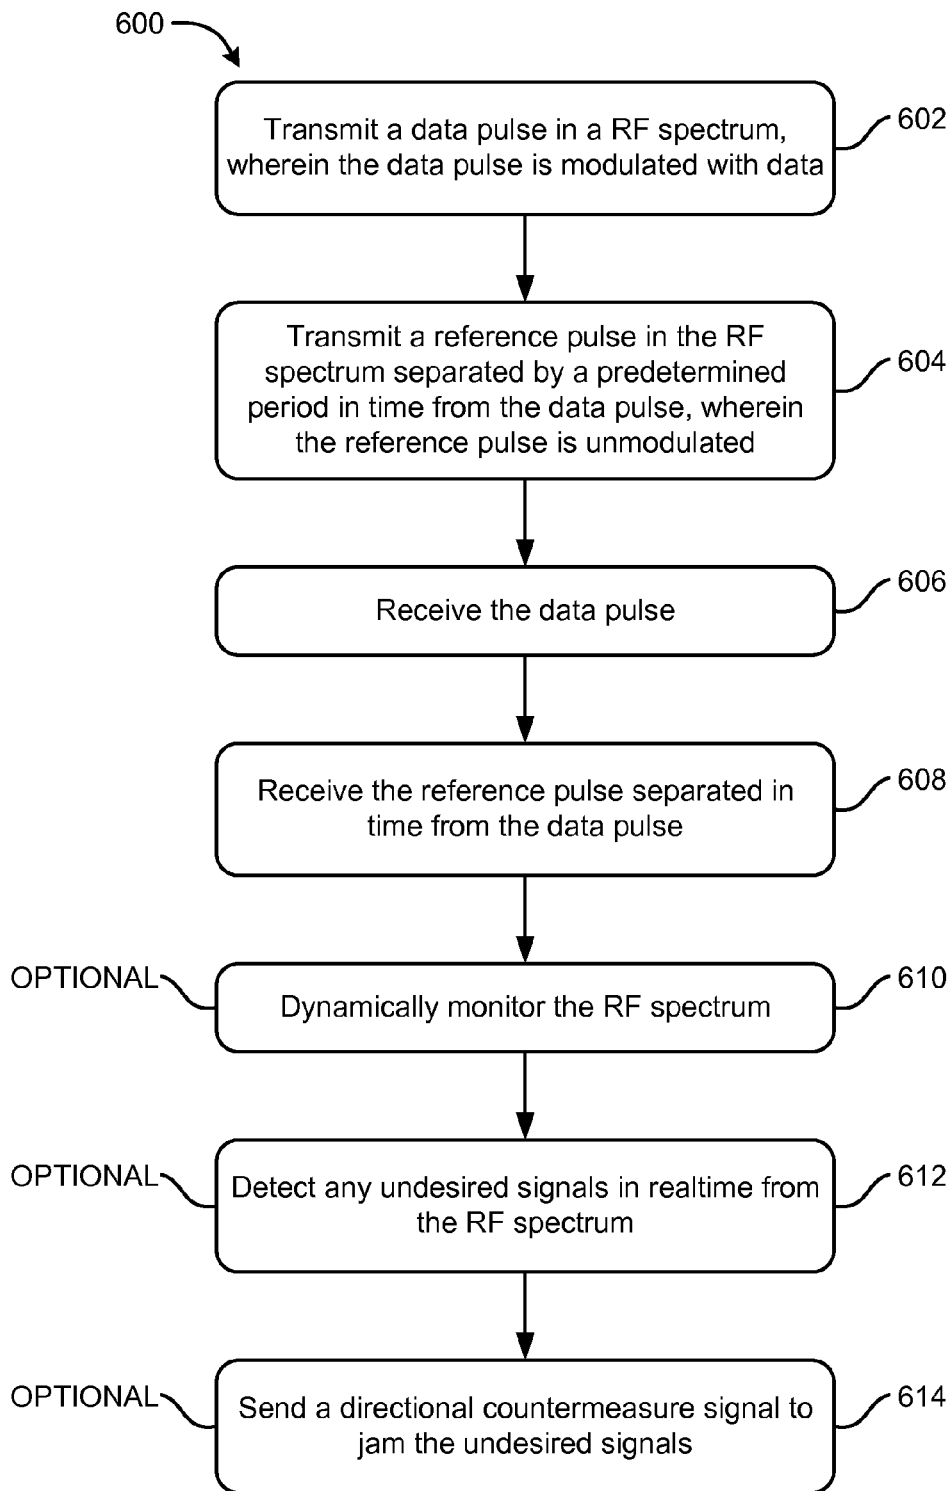 600
Transmit a data pulse in a RF spectrum,
wherein the data pulse is modulated with data
602
Transmit a reference pulse in the RF
spectrum separated by a predetermined
period in time from the data pulse, wherein
the reference pulse is unmodulated
604
Receive the data pulse
606
Receive the reference pulse separated in
time from the data pulse
608
OPTIONAL
Dynamically monitor the RF spectrum
610
OPTIONAL
Detect any undesired signals in realtime from
the RF spectrum
612
OPTIONAL
Send a directional countermeasure signal to
jam the undesired signals
614